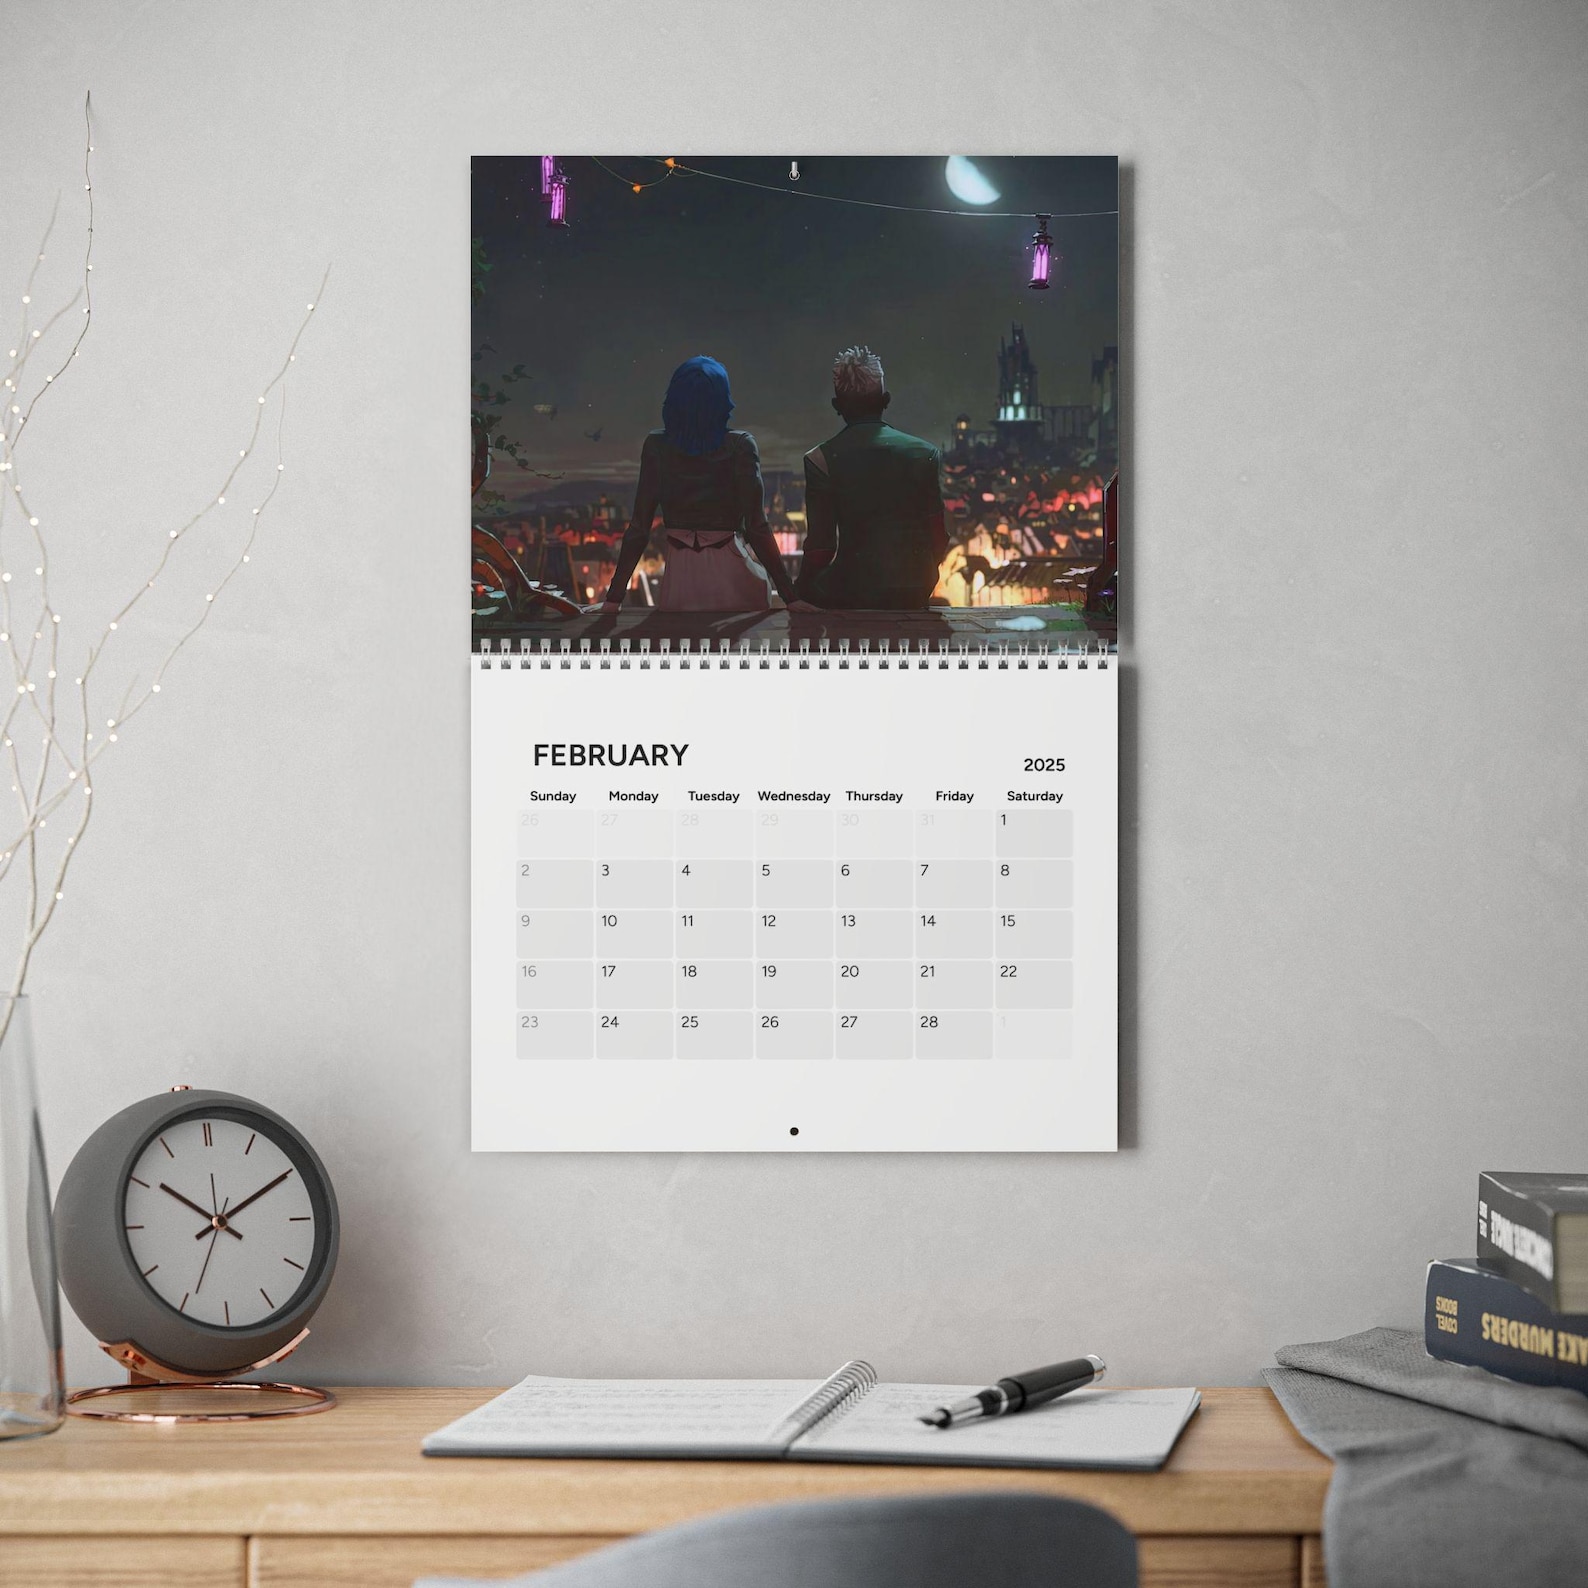 FEBRUARY
2025
Sunday Monday Tuesday Wednesday Thursday Friday Saturday
26 27 28 29 30 31 1
2 3 4 5 6 7 8
9 10 11 12 13 14 15
16 17 18 19 20 21 22
23 24 25 26 27 28 1
COVEL
BOOKS
AKE MURDERS